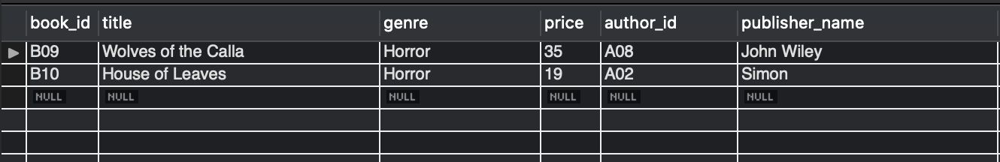 book_id title genre price author_id publisher_name
B09 Wolves of the Calla Horror 35 A08 John Wiley
B10 House of Leaves Horror 19 A02 Simon
NULL NULL NULL NULL NULL NULL